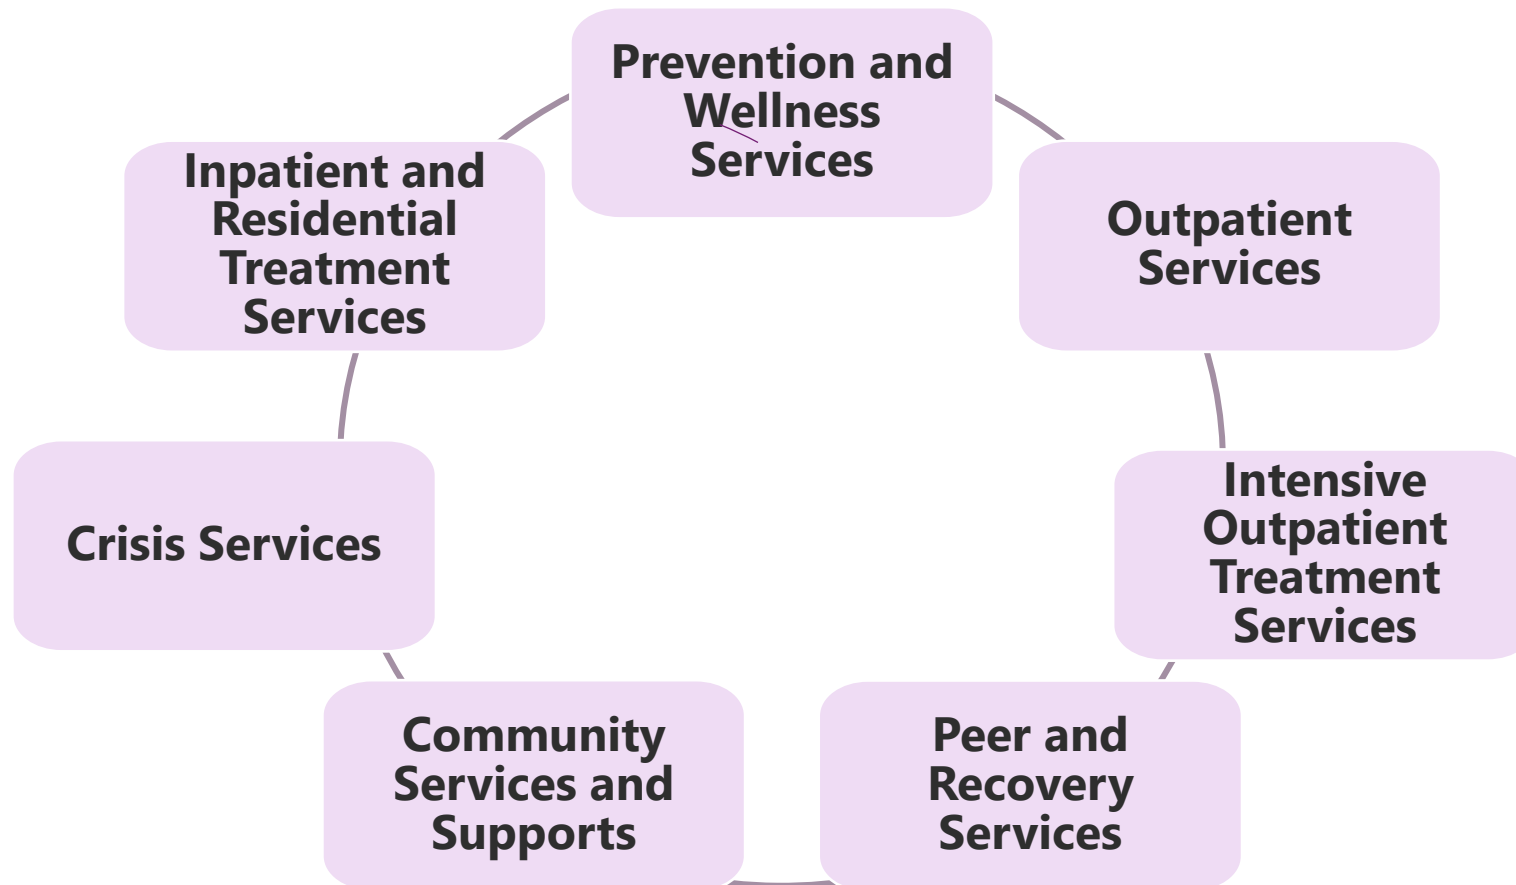 Prevention and
Wellness
Services
Outpatient
Services
Intensive
Outpatient
Treatment
Services
Peer and
Recovery
Services
Community
Services and
Supports
Crisis Services
Inpatient and
Residential
Treatment
Services